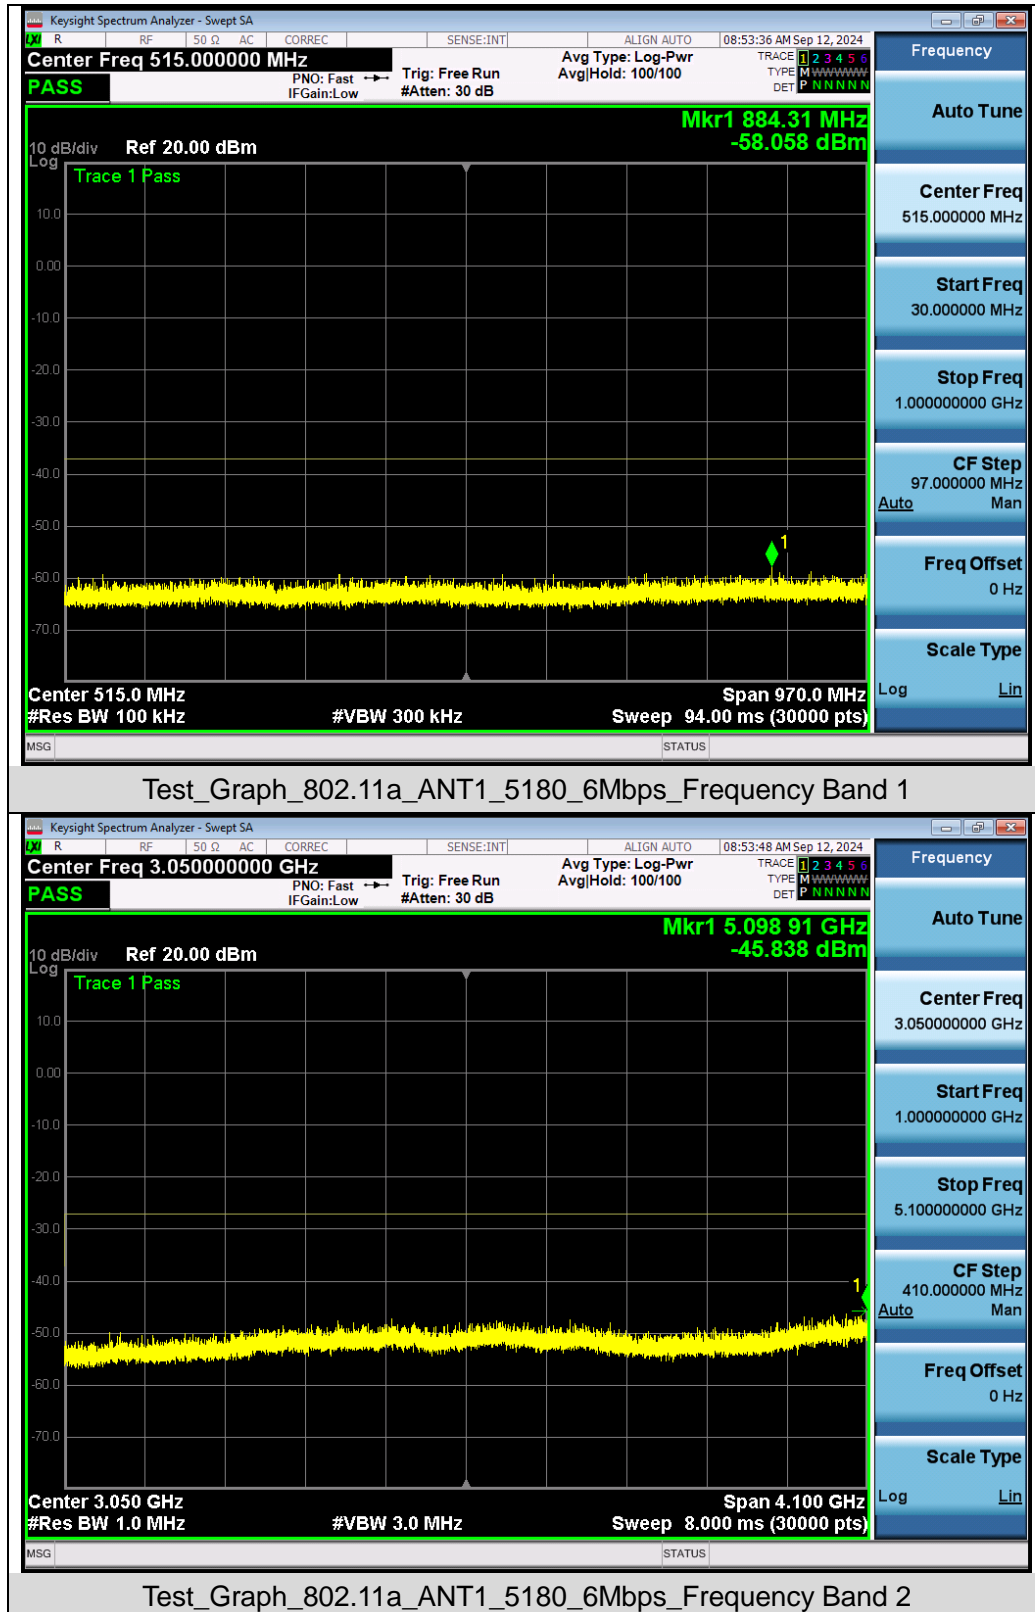 Keysight Spectrum Analyzer - Swept SA
LXI R RF 50 Ω AC CORREC SENSE:INT ALIGN AUTO 08:53:36 AM Sep 12, 2024
Center Freq 515.000000 MHz
PASS
PNO: Fast
IFGain:Low
Trig: Free Run
#Atten: 30 dB
Avg Type: Log-Pwr
Avg|Hold: 100/100
TRACE 1 2 3 4 5 6
TYPE M WWWWW
DET P N N N N N
Mkr1 884.31 MHz
-58.058 dBm
10 dB/div
Log
Ref 20.00 dBm
Trace 1 Pass
10.0
0.00
-10.0
-20.0
-30.0
-40.0
-50.0
-60.0
-70.0
1
Center 515.0 MHz
Span 970.0 MHz
#Res BW 100 kHz
#VBW 300 kHz
Sweep 94.00 ms (30000 pts)
MSG
STATUS
Frequency
Auto Tune
Center Freq
515.000000 MHz
Start Freq
30.000000 MHz
Stop Freq
1.000000000 GHz
CF Step
97.000000 MHz
Auto Man
Freq Offset
0 Hz
Scale Type
Log Lin
Test_Graph_802.11a_ANT1_5180_6Mbps_Frequency Band 1
Keysight Spectrum Analyzer - Swept SA
LXI R RF 50 Ω AC CORREC SENSE:INT ALIGN AUTO 08:53:48 AM Sep 12, 2024
Center Freq 3.050000000 GHz
PASS
PNO: Fast
IFGain:Low
Trig: Free Run
#Atten: 30 dB
Avg Type: Log-Pwr
Avg|Hold: 100/100
TRACE 1 2 3 4 5 6
TYPE M WWWWW
DET P N N N N N
Mkr1 5.098 91 GHz
-45.838 dBm
10 dB/div
Log
Ref 20.00 dBm
Trace 1 Pass
10.0
0.00
-10.0
-20.0
-30.0
-40.0
-50.0
-60.0
-70.0
1
Center 3.050 GHz
Span 4.100 GHz
#Res BW 1.0 MHz
#VBW 3.0 MHz
Sweep 8.000 ms (30000 pts)
MSG
STATUS
Frequency
Auto Tune
Center Freq
3.050000000 GHz
Start Freq
1.000000000 GHz
Stop Freq
5.100000000 GHz
CF Step
410.000000 MHz
Auto Man
Freq Offset
0 Hz
Scale Type
Log Lin
Test_Graph_802.11a_ANT1_5180_6Mbps_Frequency Band 2